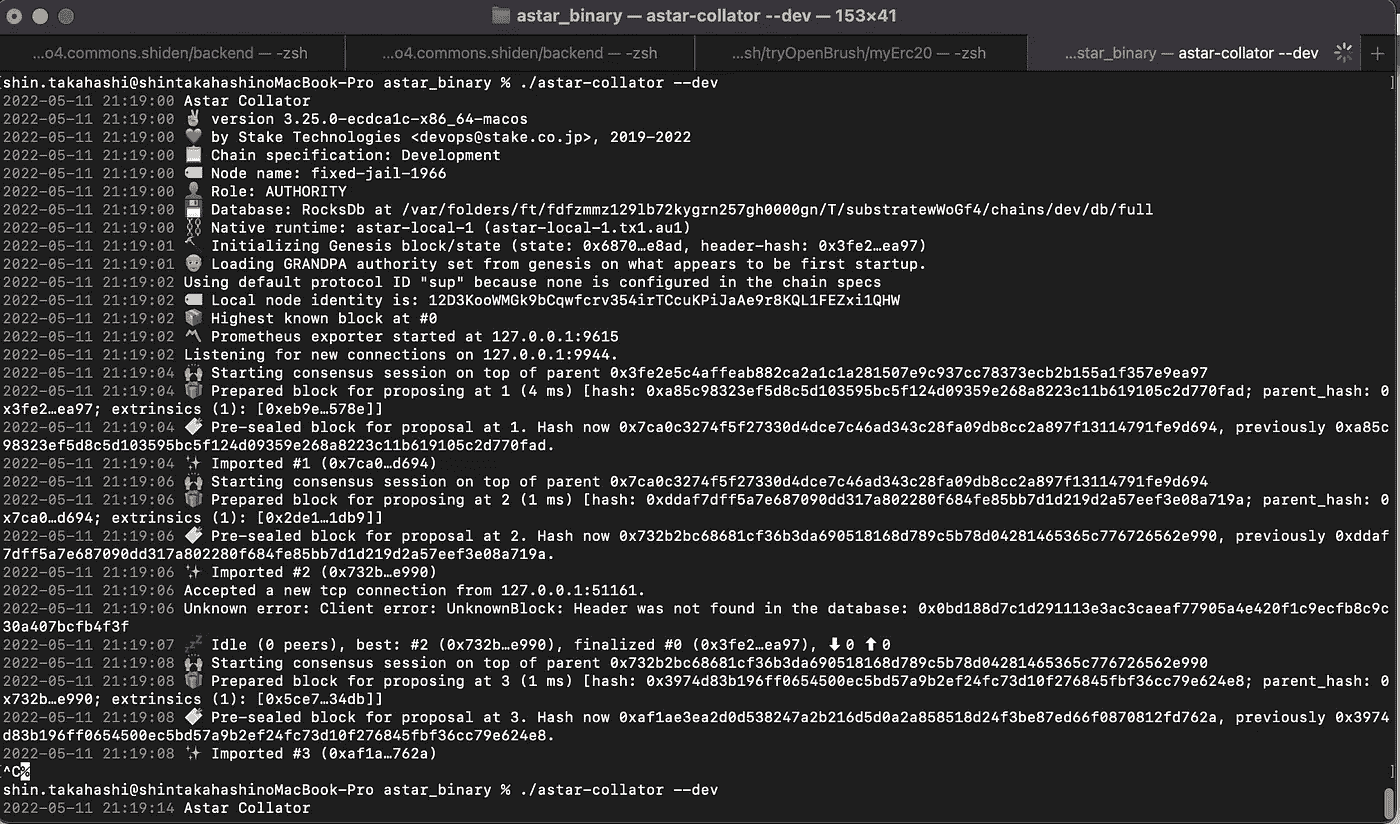 astar_binary — astar-collator --dev — 153×41
...o4.commons.shiden/backend — -zsh
...o4.commons.shiden/backend — -zsh
...sh/tryOpenBrush/myErc20 — -zsh
...star_binary — astar-collator --dev
+
[shin.takahashi@shintakahashinoMacBook-Pro astar_binary % ./astar-collator --dev ]
2022-05-11 21:19:00 Astar Collator
2022-05-11 21:19:00 ✌️ version 3.25.0-ecdca1c-x86_64-macos
2022-05-11 21:19:00 ❤️ by Stake Technologies <devops@stake.co.jp>, 2019-2022
2022-05-11 21:19:00 📋 Chain specification: Development
2022-05-11 21:19:00 🏷 Node name: fixed-jail-1966
2022-05-11 21:19:00 👤 Role: AUTHORITY
2022-05-11 21:19:00 💾 Database: RocksDb at /var/folders/ft/fdfzmmz129lb72kygrn257gh0000gn/T/substratewWoGf4/chains/dev/db/full
2022-05-11 21:19:00 ⛓ Native runtime: astar-local-1 (astar-local-1.tx1.au1)
2022-05-11 21:19:01 🔨 Initializing Genesis block/state (state: 0x6870…e8ad, header-hash: 0x3fe2…ea97)
2022-05-11 21:19:01 👴 Loading GRANDPA authority set from genesis on what appears to be first startup.
2022-05-11 21:19:02 Using default protocol ID "sup" because none is configured in the chain specs
2022-05-11 21:19:02 🏷 Local node identity is: 12D3KooWMGk9bCqwfcrv354irTCcuKPiJaAe9r8KQL1FEZxi1QHW
2022-05-11 21:19:02 📦 Highest known block at #0
2022-05-11 21:19:02 〽️ Prometheus exporter started at 127.0.0.1:9615
2022-05-11 21:19:02 Listening for new connections on 127.0.0.1:9944.
2022-05-11 21:19:04 🙌 Starting consensus session on top of parent 0x3fe2e5c4affeab882ca2a1c1a281507e9c937cc78373ecb2b155a1f357e9ea97
2022-05-11 21:19:04 🎁 Prepared block for proposing at 1 (4 ms) [hash: 0xa85c98323ef5d8c5d103595bc5f124d09359e268a8223c11b619105c2d770fad; parent_hash: 0
x3fe2…ea97; extrinsics (1): [0xeb9e…578e]]
2022-05-11 21:19:04 🔖 Pre-sealed block for proposal at 1. Hash now 0x7ca0c3274f5f27330d4dce7c46ad343c28fa09db8cc2a897f13114791fe9d694, previously 0xa85c
98323ef5d8c5d103595bc5f124d09359e268a8223c11b619105c2d770fad.
2022-05-11 21:19:04 ✨ Imported #1 (0x7ca0…d694)
2022-05-11 21:19:06 🙌 Starting consensus session on top of parent 0x7ca0c3274f5f27330d4dce7c46ad343c28fa09db8cc2a897f13114791fe9d694
2022-05-11 21:19:06 🎁 Prepared block for proposing at 2 (1 ms) [hash: 0xddaf7dff5a7e687090dd317a802280f684fe85bb7d1d219d2a57eef3e08a719a; parent_hash: 0
x7ca0…d694; extrinsics (1): [0x2de1…1db9]]
2022-05-11 21:19:06 🔖 Pre-sealed block for proposal at 2. Hash now 0x732b2bc68681cf36b3da690518168d789c5b78d04281465365c776726562e990, previously 0xddaf
7dff5a7e687090dd317a802280f684fe85bb7d1d219d2a57eef3e08a719a.
2022-05-11 21:19:06 ✨ Imported #2 (0x732b…e990)
2022-05-11 21:19:06 Accepted a new tcp connection from 127.0.0.1:51161.
2022-05-11 21:19:06 Unknown error: Client error: UnknownBlock: Header was not found in the database: 0x0bd188d7c1d291113e3ac3caeaf77905a4e420f1c9ecfb8c9c
30a407bcfb4f3f
2022-05-11 21:19:07 💤 Idle (0 peers), best: #2 (0x732b…e990), finalized #0 (0x3fe2…ea97), ⬇ 0 ⬆ 0
2022-05-11 21:19:08 🙌 Starting consensus session on top of parent 0x732b2bc68681cf36b3da690518168d789c5b78d04281465365c776726562e990
2022-05-11 21:19:08 🎁 Prepared block for proposing at 3 (1 ms) [hash: 0x3974d83b196ff0654500ec5bd57a9b2ef24fc73d10f276845fbf36cc79e624e8; parent_hash: 0
x732b…e990; extrinsics (1): [0x5ce7…34db]]
2022-05-11 21:19:08 🔖 Pre-sealed block for proposal at 3. Hash now 0xaf1ae3ea2d0d538247a2b216d5d0a2a858518d24f3be87ed66f0870812fd762a, previously 0x3974
d83b196ff0654500ec5bd57a9b2ef24fc73d10f276845fbf36cc79e624e8.
2022-05-11 21:19:08 ✨ Imported #3 (0xaf1a…762a)
[^C% ]
shin.takahashi@shintakahashinoMacBook-Pro astar_binary % ./astar-collator --dev
2022-05-11 21:19:14 Astar Collator